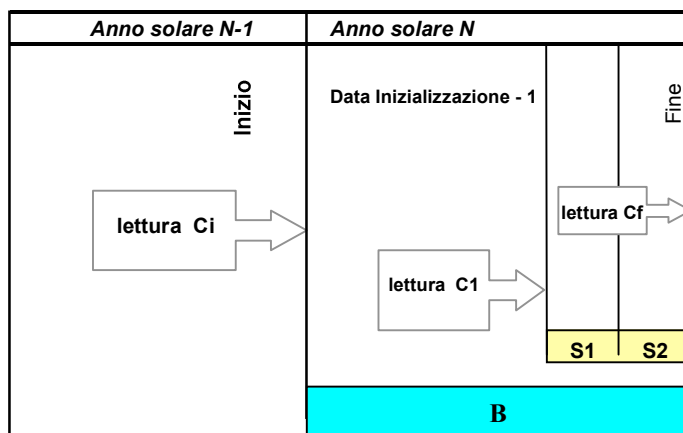 Anno solare N-1
Anno solare N
Inizio
Data Inizializzazione - 1
Fine
lettura Ci
lettura Cf
lettura C1
S1
S2
B